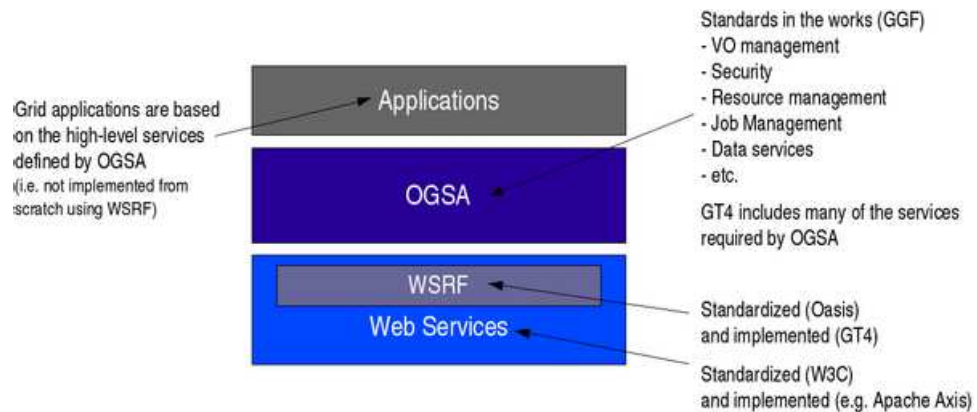 Standards in the works (GGF)
- VO management
- Security
- Resource management
- Job Management
- Data services
- etc.
GT4 includes many of the services
required by OGSA
Applications
Grid applications are based
on the high-level services
defined by OGSA
(i.e. not implemented from
scratch using WSRF)
OGSA
WSRF
Web Services
Standardized (Oasis)
and implemented (GT4)
Standardized (W3C)
and implemented (e.g. Apache Axis)